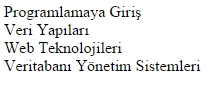 Programlamaya Giriş
Veri Yapıları
Web Teknolojileri
Veritabanı Yönetim Sistemleri